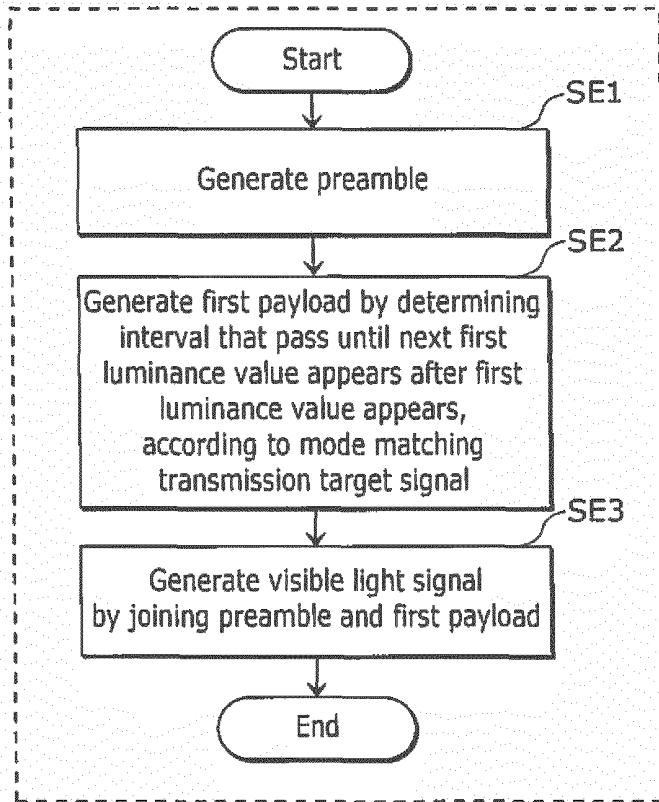 Start
SE1
Generate preamble
SE2
Generate first payload by determining
interval that pass until next first
luminance value appears after first
luminance value appears,
according to mode matching
transmission target signal
SE3
Generate visible light signal
by joining preamble and first payload
End